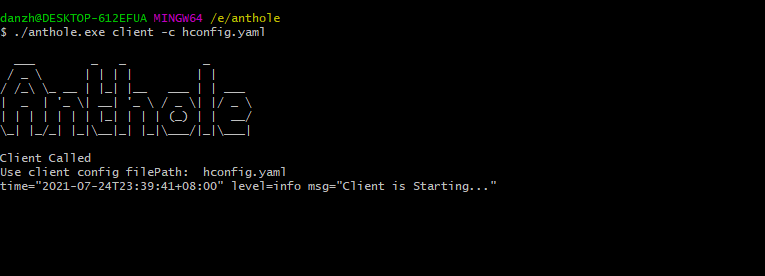 danzh@DESKTOP-612EFUA MINGW64 /e/anthole
$ ./anthole.exe client -c hconfig.yaml
Anthole
Client Called
Use client config filePath:  hconfig.yaml
time="2021-07-24T23:39:41+08:00" level=info msg="Client is Starting..."